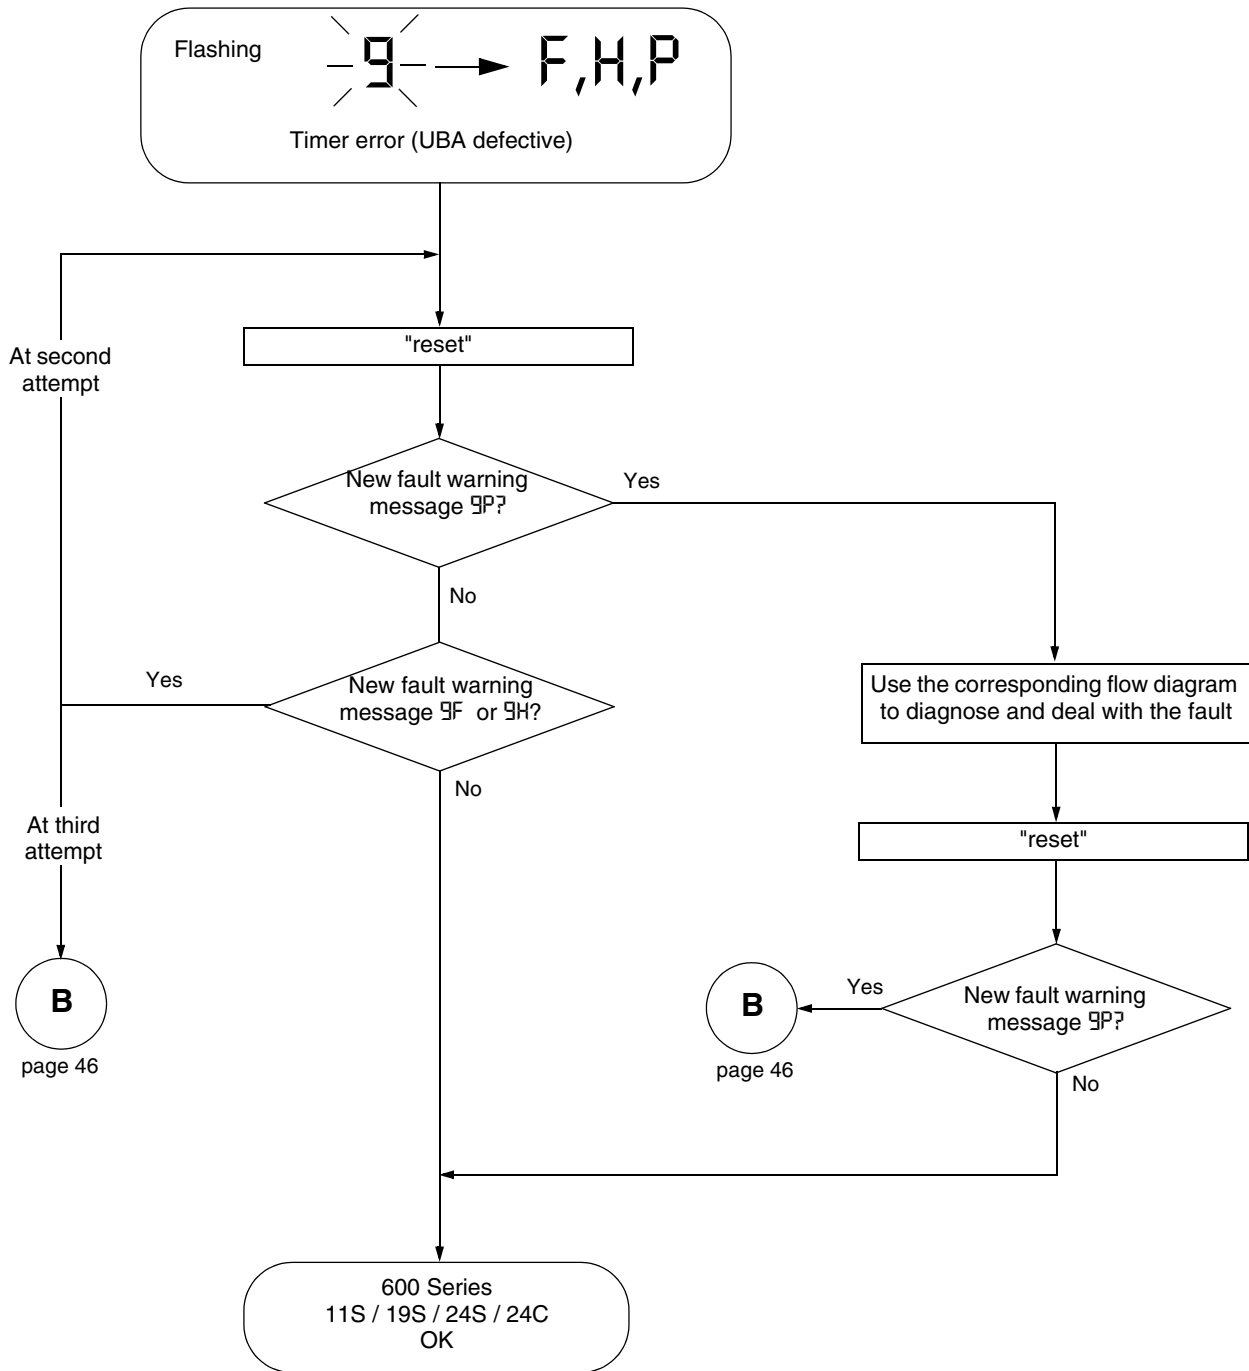 Flashing
9 F,H,P
Timer error (UBA defective)
At second
attempt
"reset"
New fault warning
message 9P?
Yes
No
Yes
New fault warning
message 9F or 9H?
No
Use the corresponding flow diagram
to diagnose and deal with the fault
At third
attempt
"reset"
B
page 46
B
page 46
Yes
New fault warning
message 9P?
No
600 Series
11S / 19S / 24S / 24C
OK